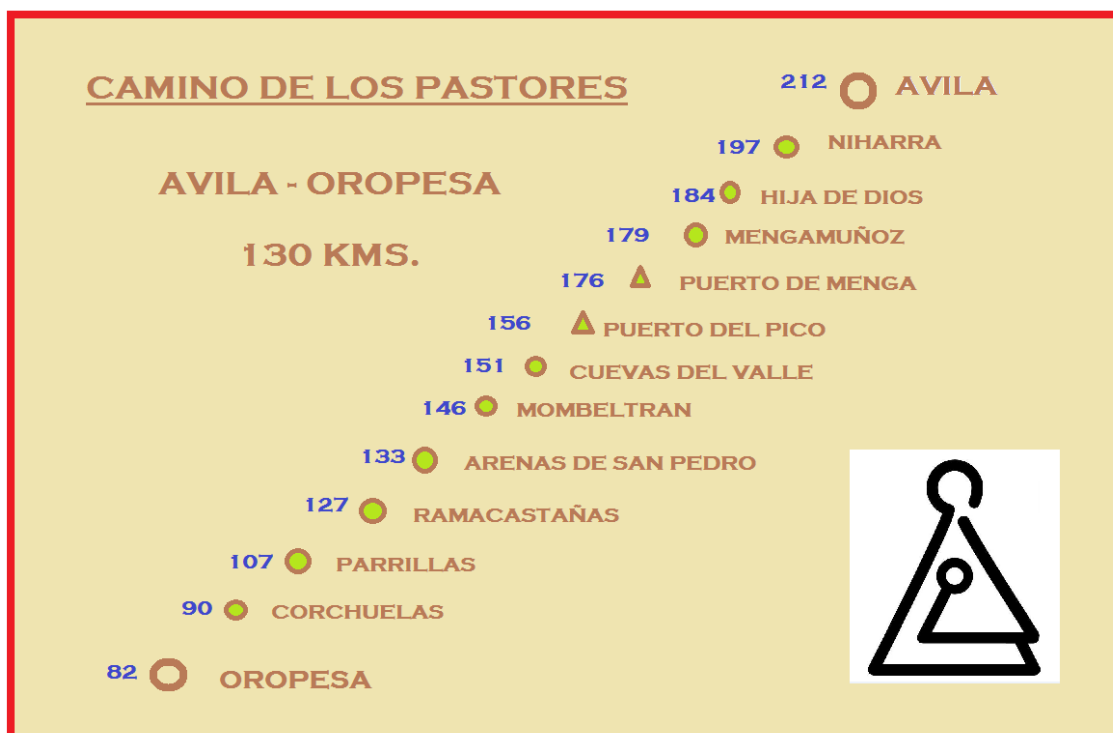 CAMINO DE LOS PASTORES
212 AVILA
197 NIHARRA
AVILA - OROPESA
184 HIJA DE DIOS
179 MENGAMUÑOZ
130 KMS.
176 PUERTO DE MENGA
156 PUERTO DEL PICO
151 CUEVAS DEL VALLE
146 MOMBELTRAN
133 ARENAS DE SAN PEDRO
127 RAMACASTAÑAS
107 PARRILLAS
90 CORCHUELAS
82 OROPESA